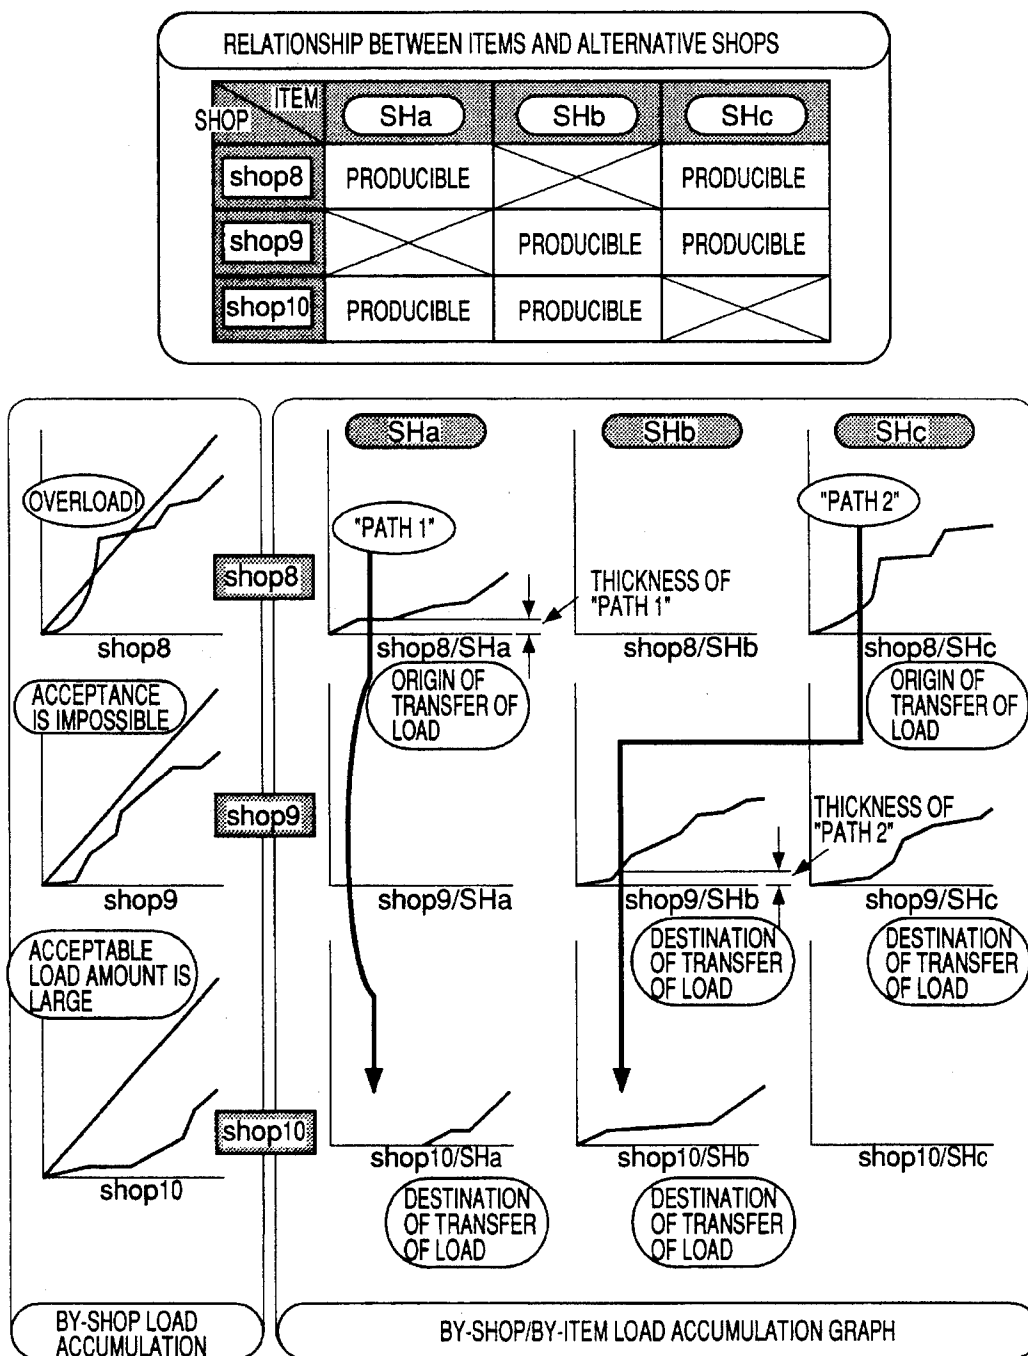 RELATIONSHIP BETWEEN ITEMS AND ALTERNATIVE SHOPS
ITEM
SHOP
SHa
SHb
SHc
shop8
PRODUCIBLE
PRODUCIBLE
shop9
PRODUCIBLE
PRODUCIBLE
shop10
PRODUCIBLE
PRODUCIBLE
SHa
SHb
SHc
OVERLOAD!
"PATH 1"
"PATH 2"
shop8
THICKNESS OF
"PATH 1"
shop8
shop8/SHa
shop8/SHb
shop8/SHc
ORIGIN OF
TRANSFER OF
LOAD
ORIGIN OF
TRANSFER OF
LOAD
ACCEPTANCE
IS IMPOSSIBLE
shop9
THICKNESS OF
"PATH 2"
shop9
shop9/SHa
shop9/SHb
shop9/SHc
DESTINATION
OF TRANSFER
OF LOAD
DESTINATION
OF TRANSFER
OF LOAD
ACCEPTABLE
LOAD AMOUNT IS
LARGE
shop10
shop10
shop10/SHa
shop10/SHb
shop10/SHc
DESTINATION
OF TRANSFER
OF LOAD
DESTINATION
OF TRANSFER
OF LOAD
BY-SHOP LOAD
ACCUMULATION
BY-SHOP/BY-ITEM LOAD ACCUMULATION GRAPH